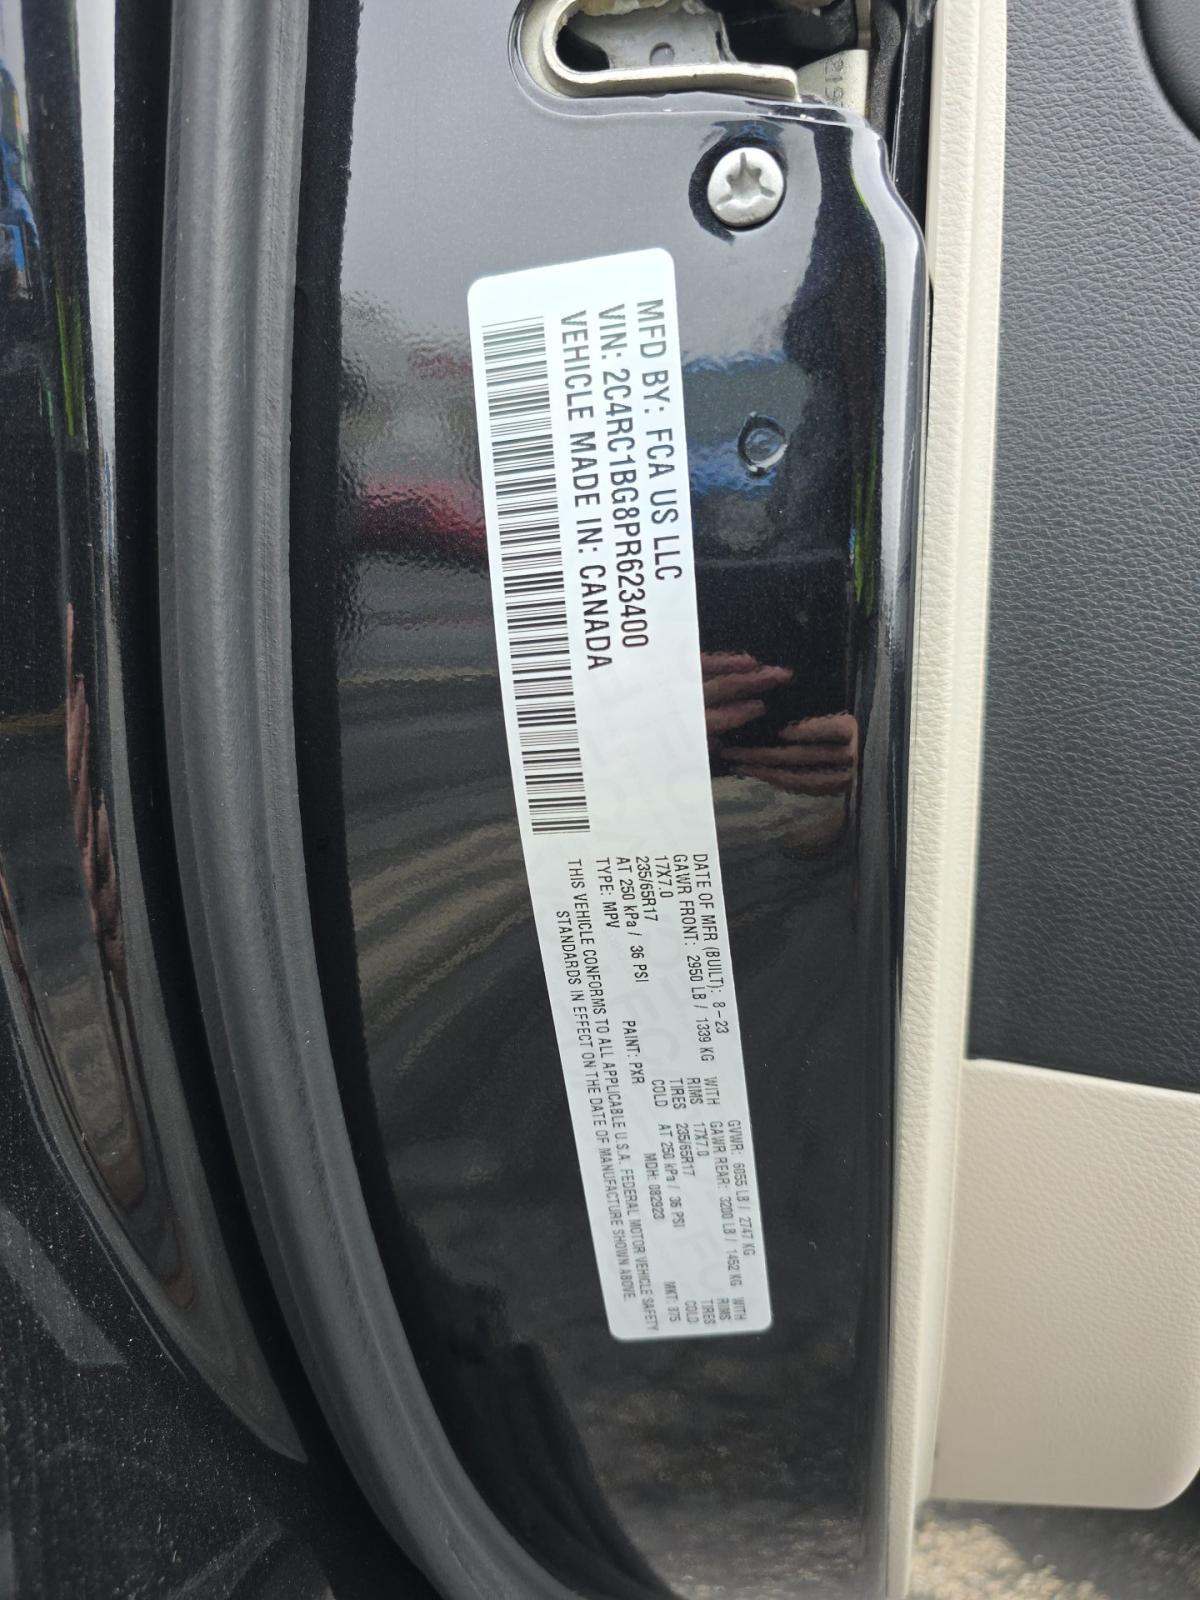 MFD BY: FCA US LLC
VIN: 2C4RC1BG8PR623400
VEHICLE MADE IN: CANADA
DATE OF MFR (BUILT): 8-23 GVWR: 6055 LB / 2747 KG
GAWR FRONT: 2950 LB / 1339 KG WITH GAWR REAR: 3200 LB / 1452 KG WITH
17X7.0 RIMS 17X7.0 RIMS
235/65R17 TIRES 235/65R17 TIRES
AT 250 kPa / 36 PSI COLD AT 250 kPa / 36 PSI COLD
TYPE: MPV PAINT: PXR MDH: 082923 MKT: 375
THIS VEHICLE CONFORMS TO ALL APPLICABLE U.S.A. FEDERAL MOTOR VEHICLE SAFETY
STANDARDS IN EFFECT ON THE DATE OF MANUFACTURE SHOWN ABOVE.